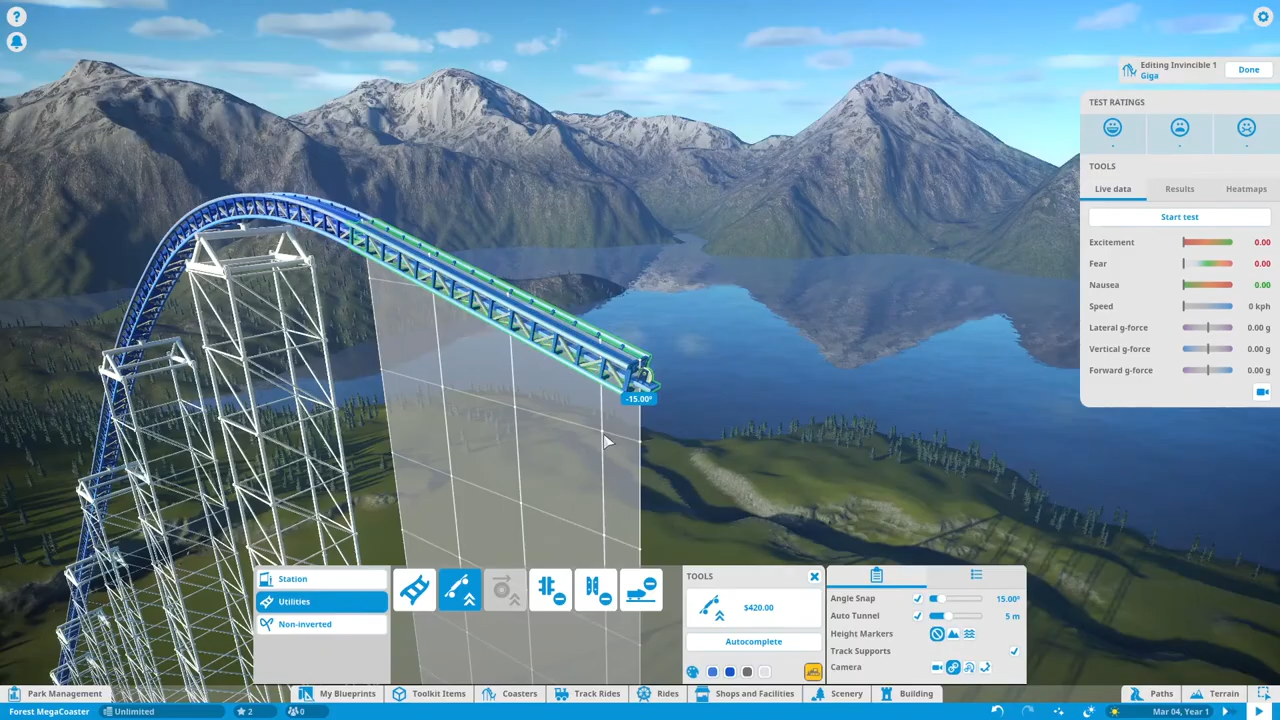 ?
Editing Invincible 1
Giga
Done
TEST RATINGS
-
-
-
TOOLS
Live data
Results
Heatmaps
Start test
Excitement
0.00
Fear
0.00
Nausea
0.00
Speed
0 kph
Lateral g-force
0.00 g
Vertical g-force
0.00 g
Forward g-force
0.00 g
-15.00°
Station
Utilities
Non-inverted
TOOLS
$420.00
Autocomplete
Angle Snap
15.00°
Auto Tunnel
5 m
Height Markers
Track Supports
Camera
Park Management
My Blueprints
Toolkit Items
Coasters
Track Rides
Rides
Shops and Facilities
Scenery
Building
Paths
Terrain
Forest MegaCoaster
Unlimited
2
0
Mar 04, Year 1